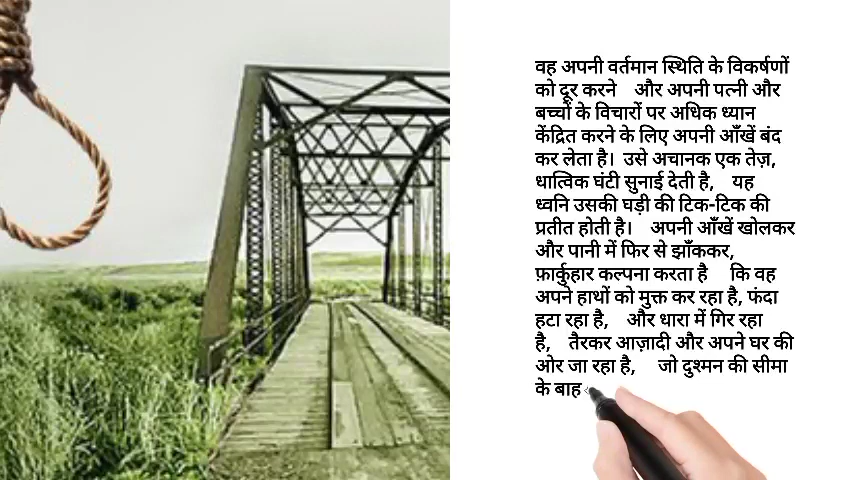 वह अपनी वर्तमान स्थिति के विकर्षणों
को दूर करने और अपनी पत्नी और
बच्चों के विचारों पर अधिक ध्यान
केंद्रित करने के लिए अपनी आँखें बंद
कर लेता है। उसे अचानक एक तेज़,
धात्विक घंटी सुनाई देती है, यह
ध्वनि उसकी घड़ी की टिक-टिक की
प्रतीत होती है। अपनी आँखें खोलकर
और पानी में फिर से झाँककर,
फ़ार्कुहार कल्पना करता है कि वह
अपने हाथों को मुक्त कर रहा है, फंदा
हटा रहा है, और धारा में गिर रहा
है, तैरकर आज़ादी और अपने घर की
ओर जा रहा है, जो दुश्मन की सीमा
के बाह